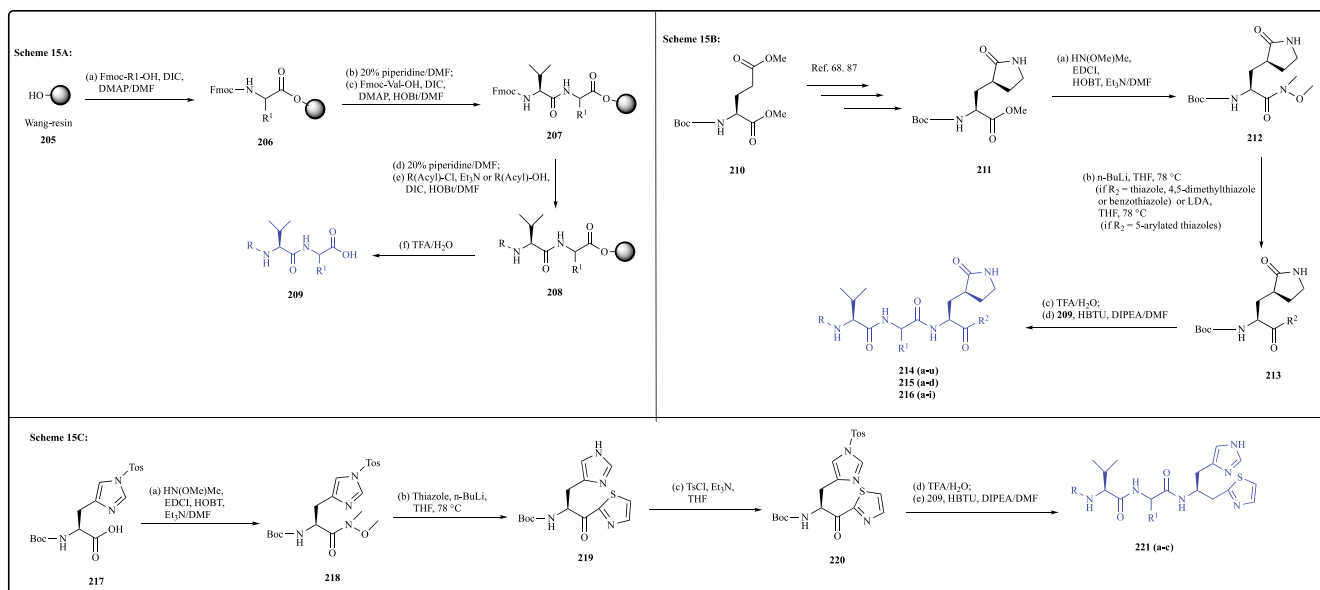 Scheme 15A:
HO
Wang-resin
205
(a) Fmoc-R1-OH, DIC,
DMAP/DMF
Fmoc
N
H
O
O
R1
206
(b) 20% piperidine/DMF;
(c) Fmoc-Val-OH, DIC,
DMAP, HOBt/DMF
Fmoc
N
H
O
H
N
R1
O
O
207
(d) 20% piperidine/DMF;
(e) R(Acyl)-Cl, Et3N or R(Acyl)-OH,
DIC, HOBt/DMF
R
N
H
O
H
N
R1
O
O
208
(f) TFA/H2O
R
N
H
O
H
N
R1
O
OH
209
Scheme 15B:
O
OMe
Boc
N
H
OMe
O
210
Ref. 68. 87
O
NH
Boc
N
H
OMe
O
211
(a) HN(OMe)Me,
EDCI,
HOBT, Et3N/DMF
O
NH
Boc
N
H
O
N
O
212
(b) n-BuLi, THF, 78 °C
(if R2 = thiazole, 4,5-dimethylthiazole
or benzothiazole) or LDA,
THF, 78 °C
(if R2 = 5-arylated thiazoles)
O
NH
Boc
N
H
R2
O
213
(c) TFA/H2O;
(d) 209, HBTU, DIPEA/DMF
O
NH
R
N
H
O
H
N
R1
O
N
H
R2
O
214 (a-u)
215 (a-d)
216 (a-i)
Scheme 15C:
Tos
N
N
Boc
N
H
OH
O
217
(a) HN(OMe)Me,
EDCI, HOBT,
Et3N/DMF
Tos
N
N
Boc
N
H
O
N
O
218
(b) Thiazole, n-BuLi,
THF, 78 °C
H
N
N
S
Boc
N
H
O
N
219
(c) TsCl, Et3N,
THF
Tos
N
N
S
Boc
N
H
O
N
220
(d) TFA/H2O;
(e) 209, HBTU, DIPEA/DMF
NH
N
S
N
R
N
H
O
H
N
R1
O
N
H
221 (a-c)